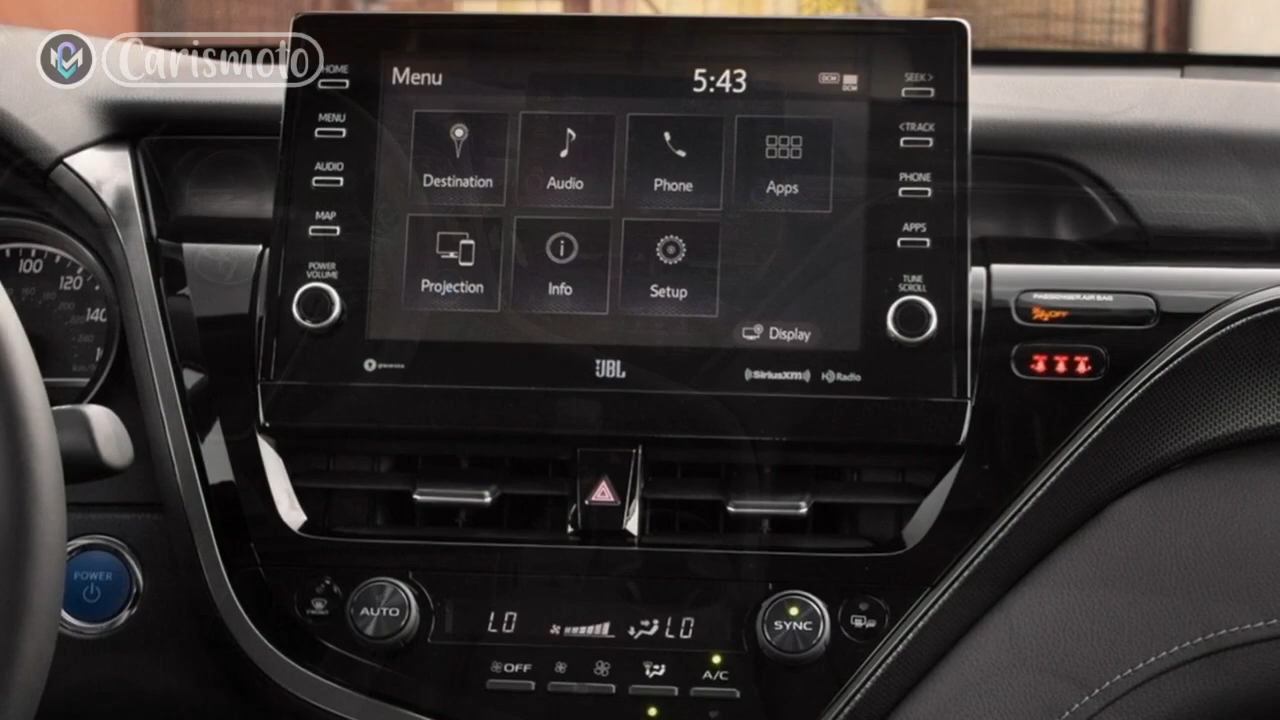 Carismoto
HOME
MENU
AUDIO
MAP
POWER
VOLUME
Menu
5:43
DCM
DCM
Destination
Audio
Phone
Apps
Projection
Info
Setup
Display
SEEK >
< TRACK
PHONE
APPS
TUNE
SCROLL
JBL
SiriusXM
HD Radio
PASSENGER AIR BAG
OFF
100
120
140
POWER
FRONT
AUTO
LO
LO
SYNC
OFF
A/C